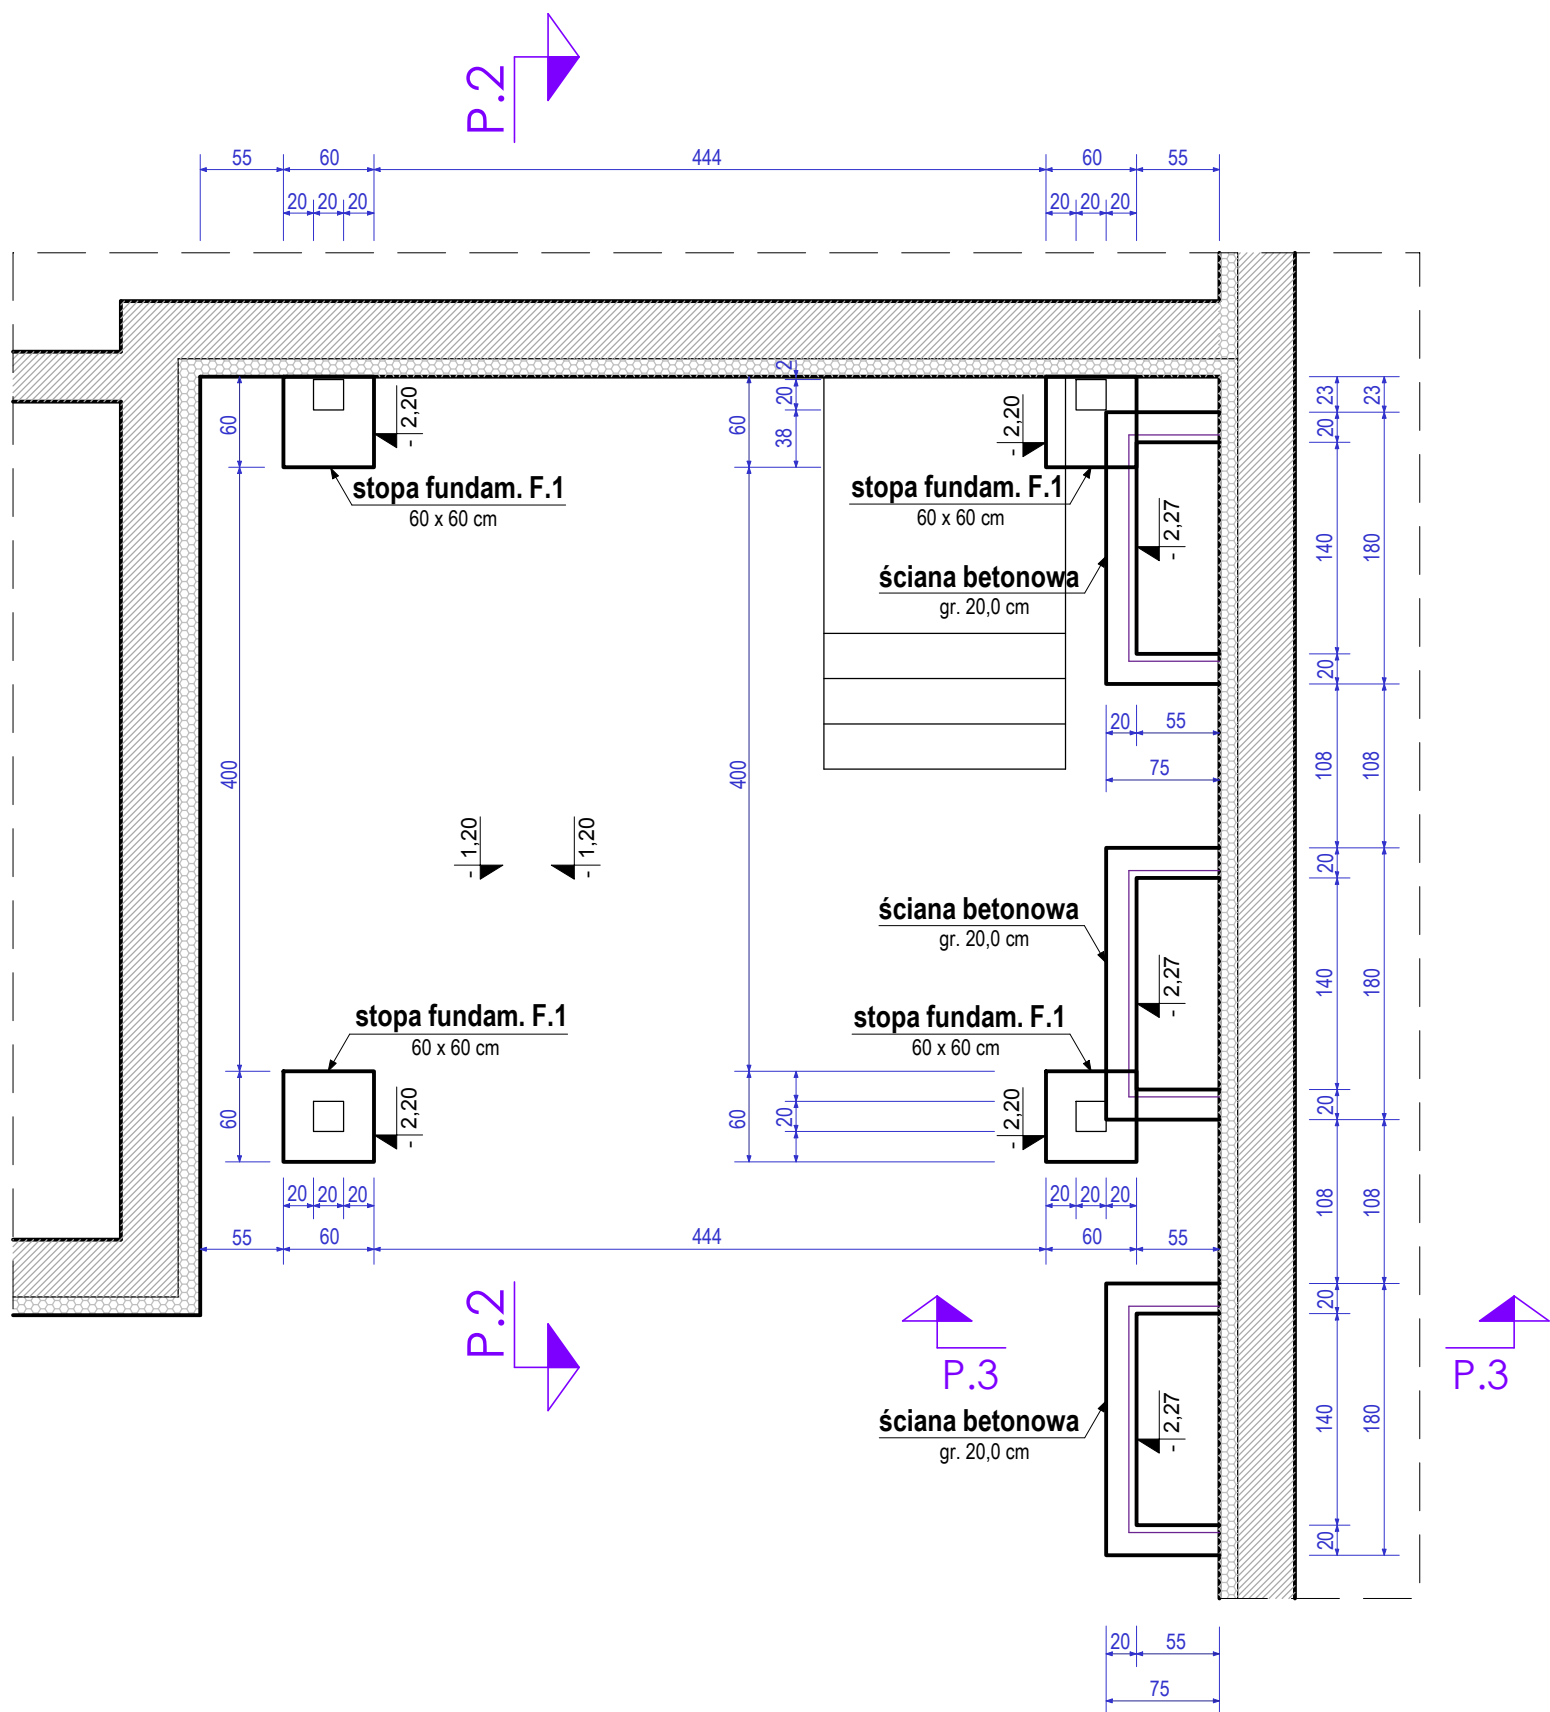 P.2
55 60 444 60 55
20 20 20 20 20 20
2
20
38
60
60
23
23
20
- 2,20
- 2,20
stopa fundam. F.1
60 x 60 cm
stopa fundam. F.1
60 x 60 cm
- 2,27
140
180
ściana betonowa
gr. 20,0 cm
20
20 55
75
400
400
108
108
- 1,20
- 1,20
20
ściana betonowa
gr. 20,0 cm
- 2,27
140
180
stopa fundam. F.1
60 x 60 cm
stopa fundam. F.1
60 x 60 cm
60
- 2,20
60
20
- 2,20
20
20 20 20 20 20 20
108
108
55 60 444 60 55
20
P.2
P.3
P.3
ściana betonowa
gr. 20,0 cm
- 2,27
140
180
20
20 55
75